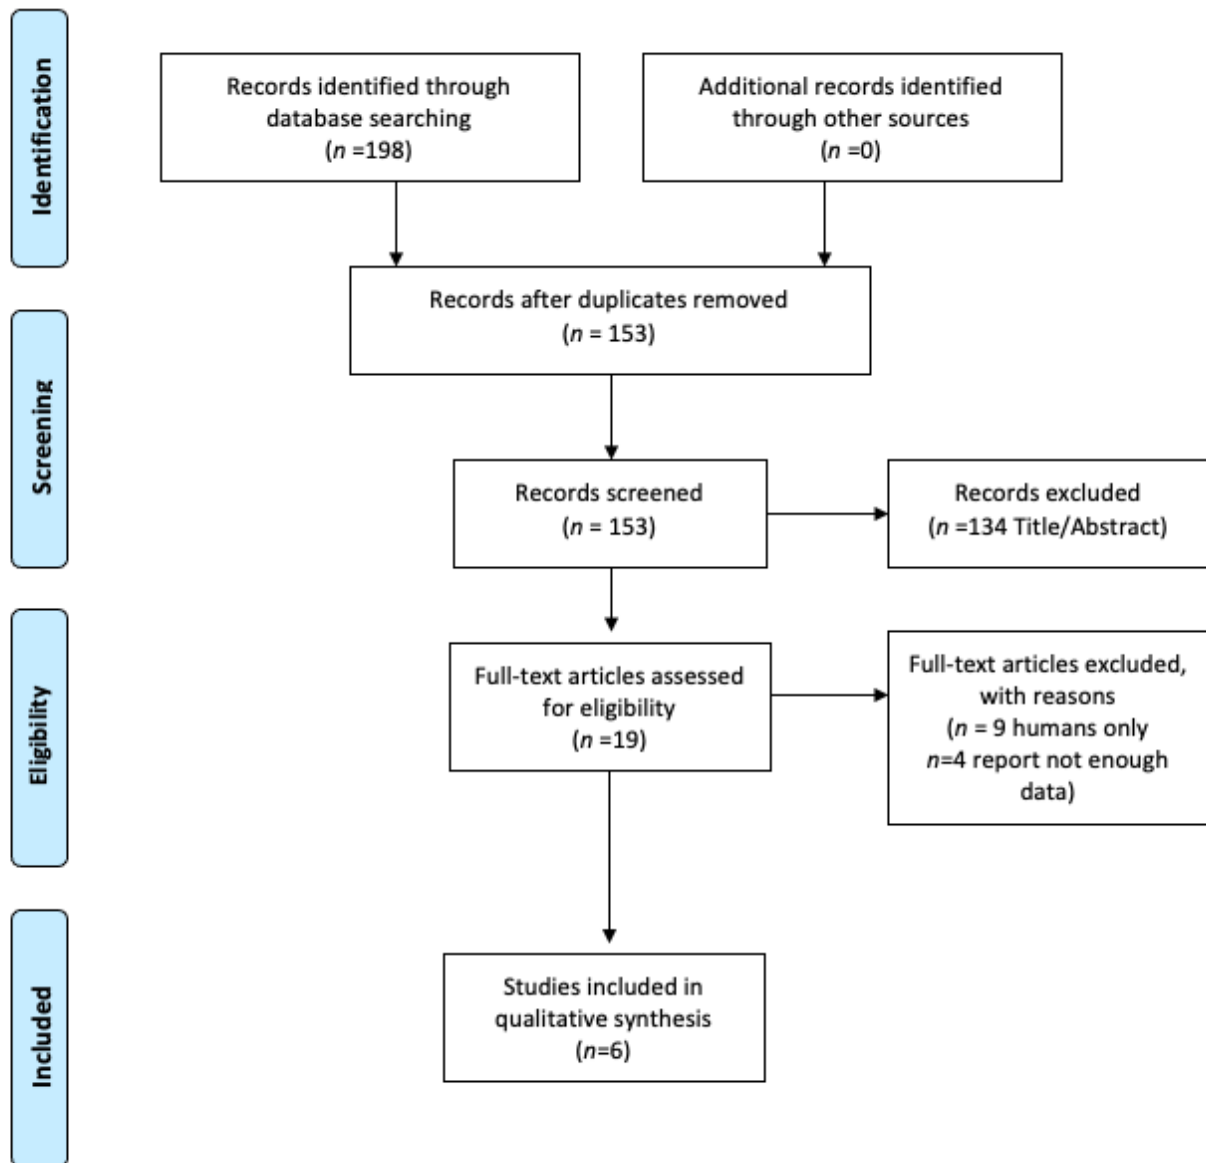 Identification
Records identified through
database searching
(n =198)
Additional records identified
through other sources
(n =0)
Records after duplicates removed
(n = 153)
Screening
Records screened
(n = 153)
Records excluded
(n =134 Title/Abstract)
Eligibility
Full-text articles assessed
for eligibility
(n =19)
Full-text articles excluded,
with reasons
(n = 9 humans only
n=4 report not enough
data)
Included
Studies included in
qualitative synthesis
(n=6)